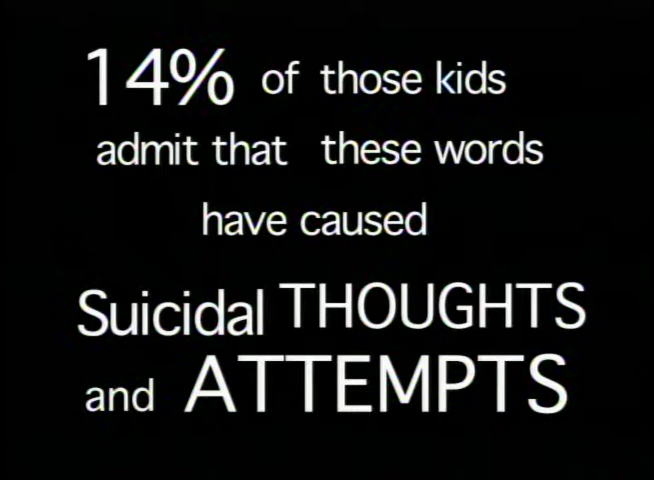 14% of those kids
admit that these words
have caused
Suicidal THOUGHTS
and ATTEMPTS